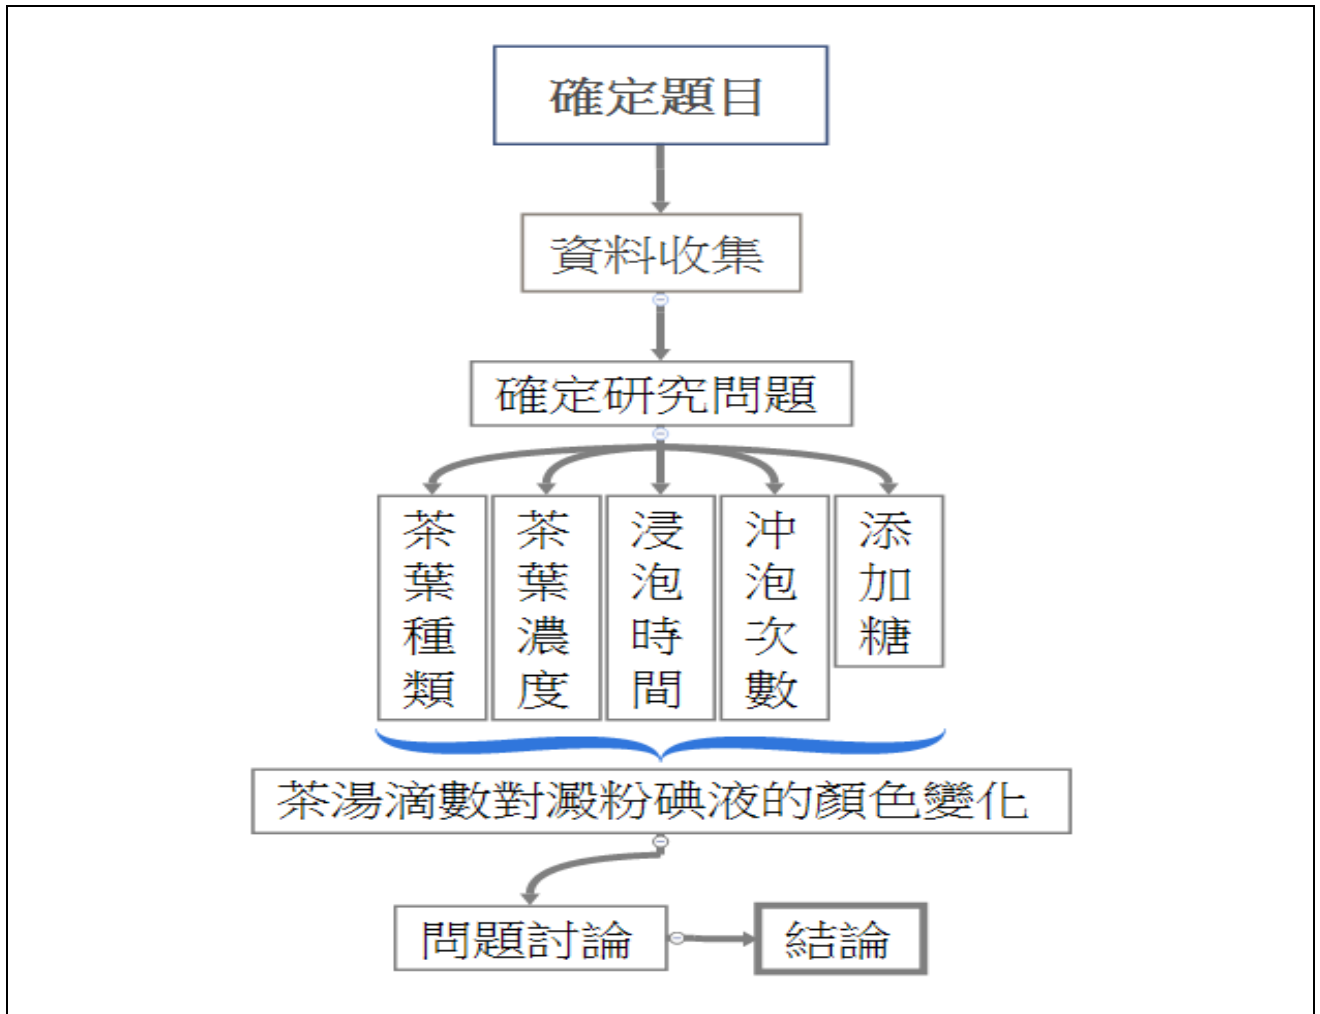 確定題目
資料收集
確定研究問題
茶葉種類
茶葉濃度
浸泡時間
沖泡次數
添加糖
茶湯滴數對澱粉碘液的顏色變化
問題討論
結論